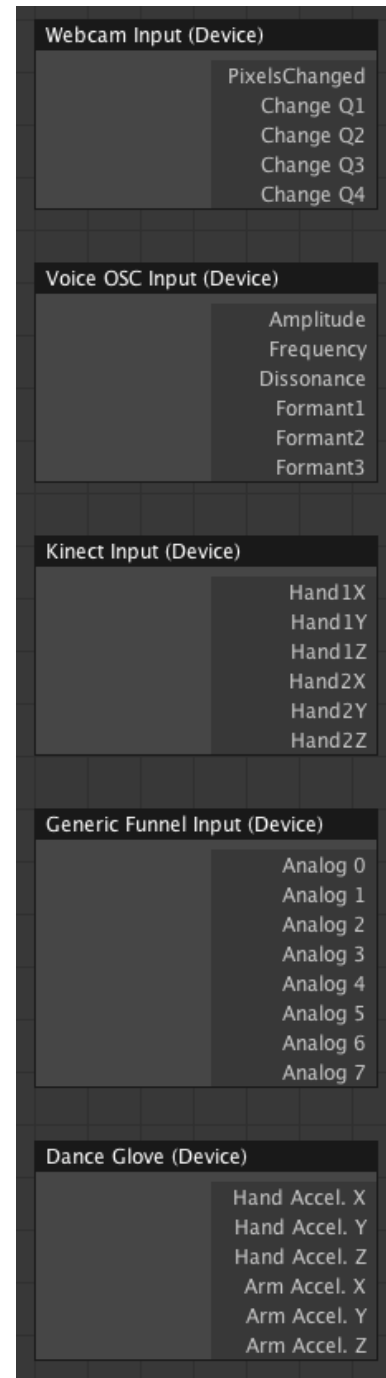 Webcam Input (Device)
PixelsChanged
Change Q1
Change Q2
Change Q3
Change Q4
Voice OSC Input (Device)
Amplitude
Frequency
Dissonance
Formant1
Formant2
Formant3
Kinect Input (Device)
Hand1X
Hand1Y
Hand1Z
Hand2X
Hand2Y
Hand2Z
Generic Funnel Input (Device)
Analog 0
Analog 1
Analog 2
Analog 3
Analog 4
Analog 5
Analog 6
Analog 7
Dance Glove (Device)
Hand Accel. X
Hand Accel. Y
Hand Accel. Z
Arm Accel. X
Arm Accel. Y
Arm Accel. Z